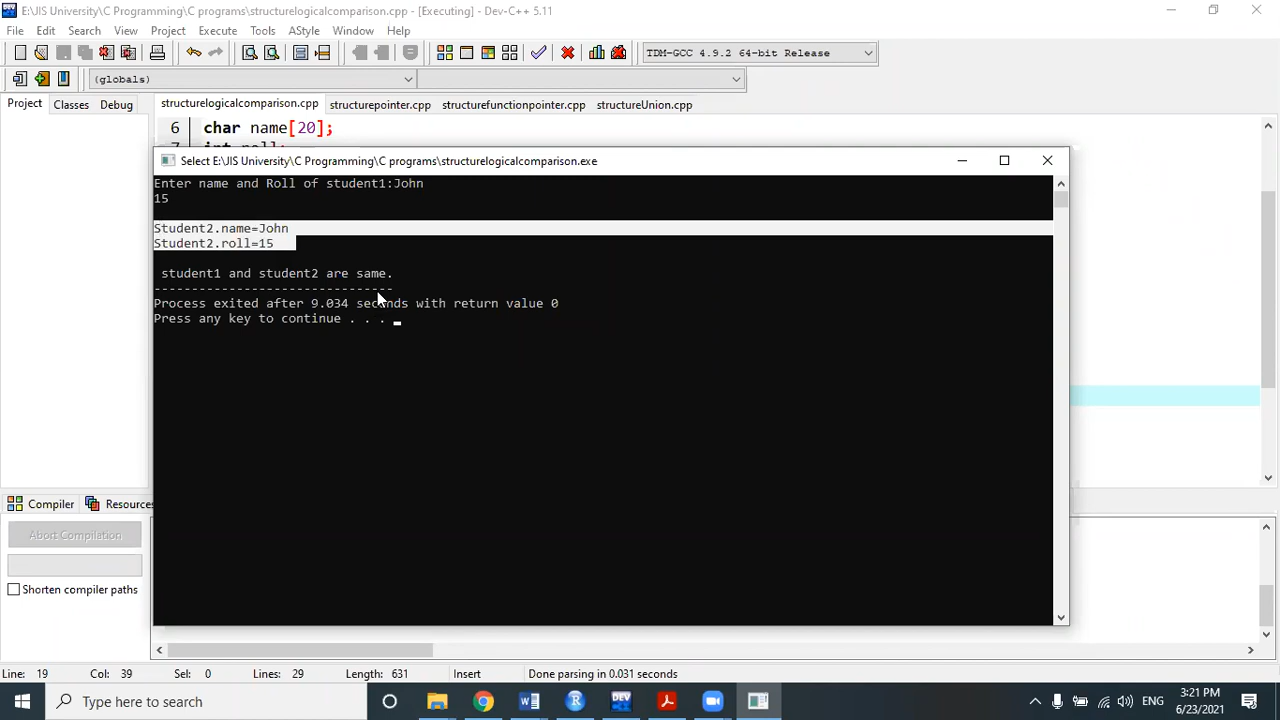 E:\JIS University\C Programming\C programs\structurelogicalcomparison.cpp - [Executing] - Dev-C++ 5.11
File Edit Search View Project Execute Tools AStyle Window Help
TDM-GCC 4.9.2 64-bit Release
(globals)
Project Classes Debug structurelogicalcomparison.cpp structurepointer.cpp structurefunctionpointer.cpp structureUnion.cpp
6 char name[20];
7 int roll;
Select E:\JIS University\C Programming\C programs\structurelogicalcomparison.exe
Enter name and Roll of student1:John
15
Student2.name=John
Student2.roll=15
student1 and student2 are same.
--------------------------------
Process exited after 9.034 seconds with return value 0
Press any key to continue . . .
Compiler Resources
Abort Compilation
Shorten compiler paths
Line: 19 Col: 39 Sel: 0 Lines: 29 Length: 631 Insert Done parsing in 0.031 seconds
Type here to search
ENG
3:21 PM
6/23/2021